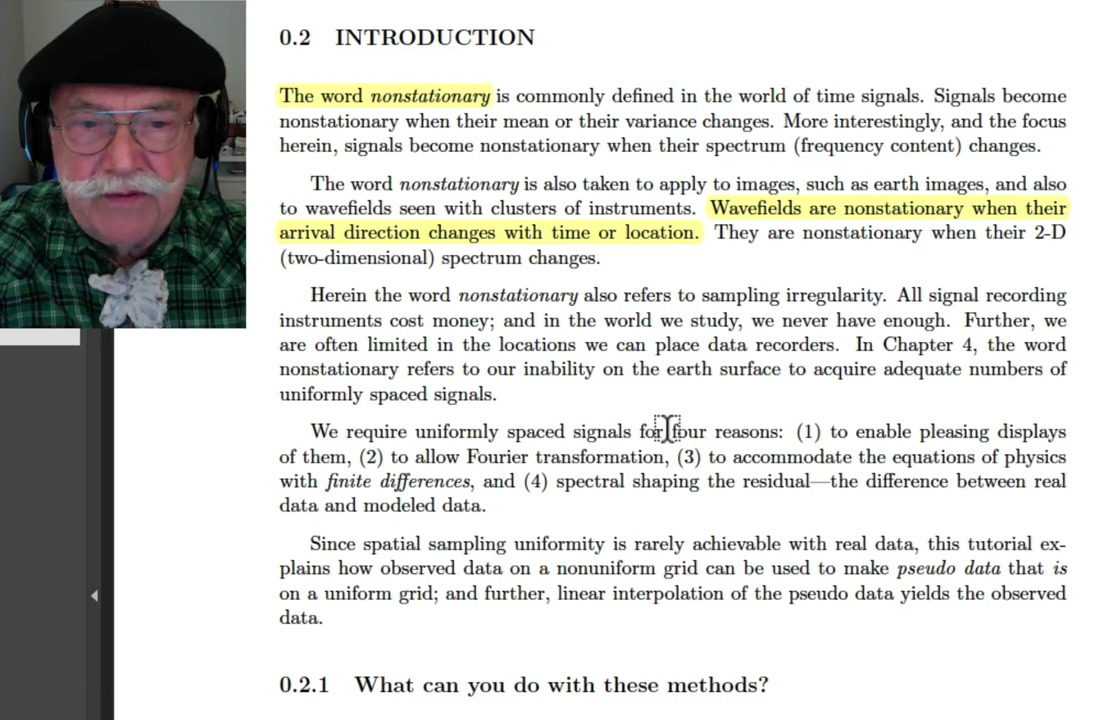 0.2 INTRODUCTION
The word nonstationary is commonly defined in the world of time signals. Signals become
nonstationary when their mean or their variance changes. More interestingly, and the focus
herein, signals become nonstationary when their spectrum (frequency content) changes.
The word nonstationary is also taken to apply to images, such as earth images, and also
to wavefields seen with clusters of instruments. Wavefields are nonstationary when their
arrival direction changes with time or location. They are nonstationary when their 2-D
(two-dimensional) spectrum changes.
Herein the word nonstationary also refers to sampling irregularity. All signal recording
instruments cost money; and in the world we study, we never have enough. Further, we
are often limited in the locations we can place data recorders. In Chapter 4, the word
nonstationary refers to our inability on the earth surface to acquire adequate numbers of
uniformly spaced signals.
We require uniformly spaced signals for four reasons: (1) to enable pleasing displays
of them, (2) to allow Fourier transformation, (3) to accommodate the equations of physics
with finite differences, and (4) spectral shaping the residual—the difference between real
data and modeled data.
Since spatial sampling uniformity is rarely achievable with real data, this tutorial ex-
plains how observed data on a nonuniform grid can be used to make pseudo data that is
on a uniform grid; and further, linear interpolation of the pseudo data yields the observed
data.
0.2.1 What can you do with these methods?